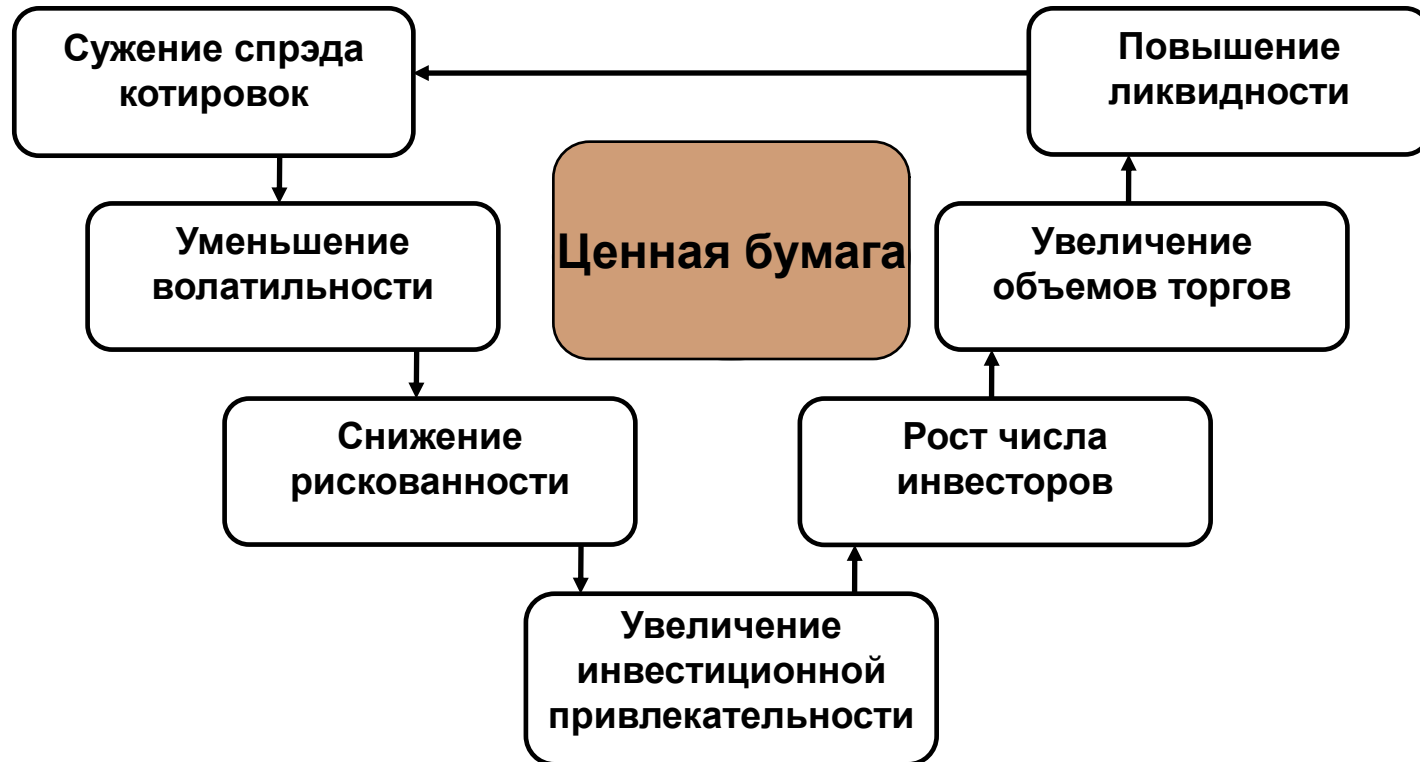 Сужение спрэда
котировок
Повышение
ликвидности
Ценная бумага
Уменьшение
волатильности
Увеличение
объемов торгов
Снижение
рискованности
Рост числа
инвесторов
Увеличение
инвестиционной
привлекательности